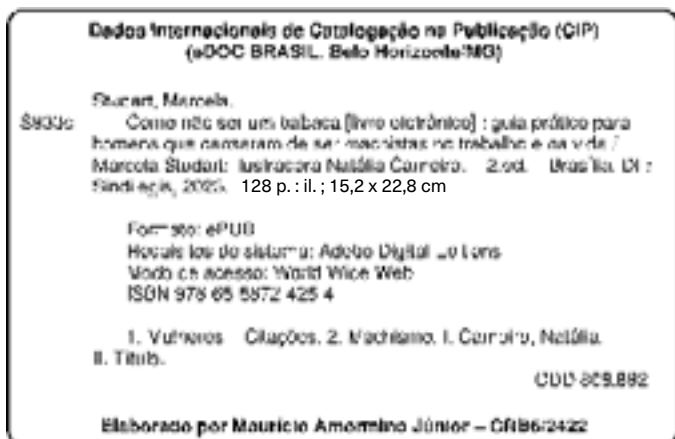 Dados Internacionais de Catalogação na Publicação (CIP)
(eDOC BRASIL, Belo Horizonte/MG)
Studart, Marcela.
Como não ser um babaca [livro eletrônico] : guia prático para
homens que cansaram de ser machistas no trabalho e na vida /
Marcela Studart; ilustradora Natália Carneiro. – 2.ed. – Brasília, DF:
Sindilegis, 2025. 128 p. : il. ; 15,2 x 22,8 cm
Formato: ePUB
Requisitos do sistema: Adobe Digital Editions
Modo de acesso: World Wide Web
ISBN 978-65-5872-425-4
1. Mulheres – Citações. 2. Machismo. I. Carneiro, Natália.
II. Título.
CDD
Elaborado por Maurício Amormino Júnior – CRB6/2422